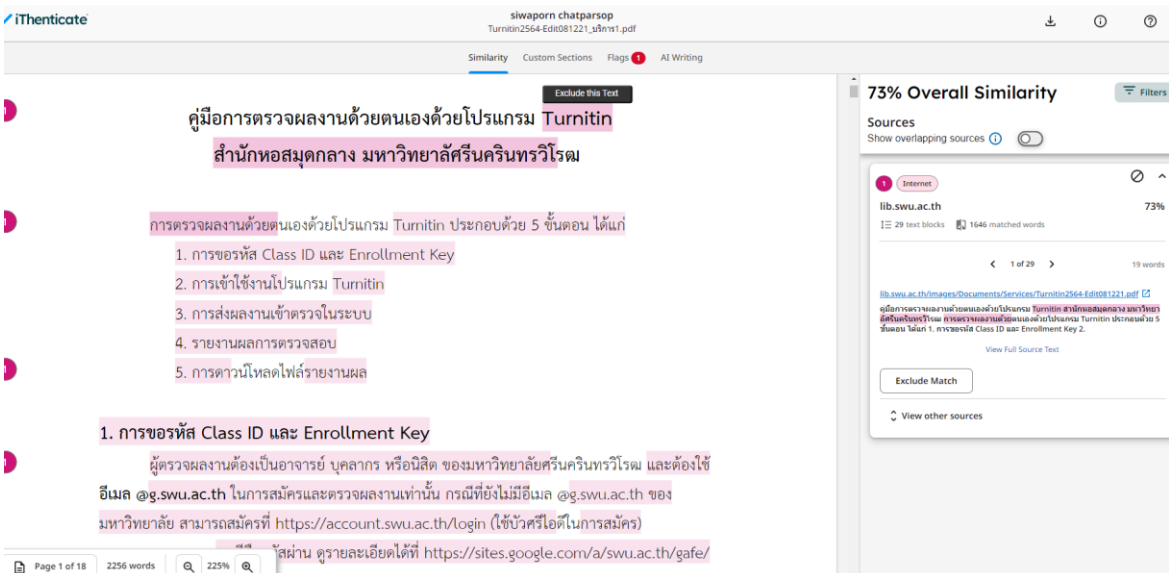 iThenticate
siwaporn chatparsop
Turnitin2564-Edit081221_บริการ1.pdf
Similarity Custom Sections Flags 1 AI Writing
Exclude this Text
คู่มือการตรวจผลงานด้วยตนเองด้วยโปรแกรม Turnitin
สำนักหอสมุดกลาง มหาวิทยาลัยศรีนครินทรวิโรฒ
การตรวจผลงานด้วยตนเองด้วยโปรแกรม Turnitin ประกอบด้วย 5 ขั้นตอน ได้แก่
1. การขอรหัส Class ID และ Enrollment Key
2. การเข้าใช้งานโปรแกรม Turnitin
3. การส่งผลงานเข้าตรวจในระบบ
4. รายงานผลการตรวจสอบ
5. การดาวน์โหลดไฟล์รายงานผล
1. การขอรหัส Class ID และ Enrollment Key
ผู้ตรวจผลงานต้องเป็นอาจารย์ บุคลากร หรือนิสิต ของมหาวิทยาลัยศรีนครินทรวิโรฒ และต้องใช้
อีเมล @g.swu.ac.th ในการสมัครและตรวจผลงานเท่านั้น กรณีที่ยังไม่มีอีเมล @g.swu.ac.th ของ
มหาวิทยาลัย สามารถสมัครที่ https://account.swu.ac.th/login (ใช้บัวศรีไอดีในการสมัคร)
ผ่าน ดูรายละเอียดได้ที่ https://sites.google.com/a/swu.ac.th/gafe/
Page 1 of 18 2256 words 225%
73% Overall Similarity
Filters
Sources
Show overlapping sources
1 Internet
lib.swu.ac.th 73%
29 text blocks 1646 matched words
1 of 29 19 words
lib.swu.ac.th/images/Documents/Services/Turnitin2564-Edit081221.pdf
คู่มือการตรวจผลงานด้วยตนเองด้วยโปรแกรม Turnitin สำนักหอสมุดกลาง มหาวิทยา
ลัยศรีนครินทรวิโรฒ การตรวจผลงานด้วยตนเองด้วยโปรแกรม Turnitin ประกอบด้วย 5
ขั้นตอน ได้แก่ 1. การขอรหัส Class ID และ Enrollment Key 2.
View Full Source Text
Exclude Match
View other sources